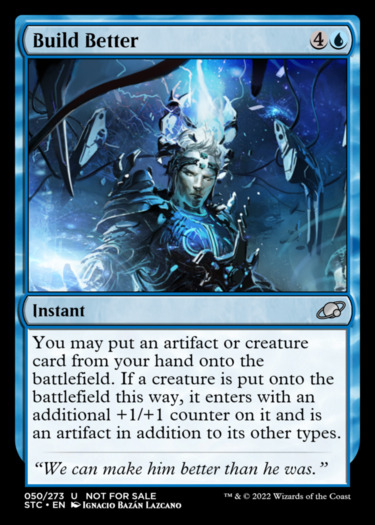 Build Better
4
Instant
You may put an artifact or creature
card from your hand onto the
battlefield. If a creature is put onto the
battlefield this way, it enters with an
additional +1/+1 counter on it and is
an artifact in addition to its other types.
“We can make him better than he was.”
050/273 U NOT FOR SALE
STC • EN Ignacio Bazán Lazcano
™ & © 2022 Wizards of the Coast